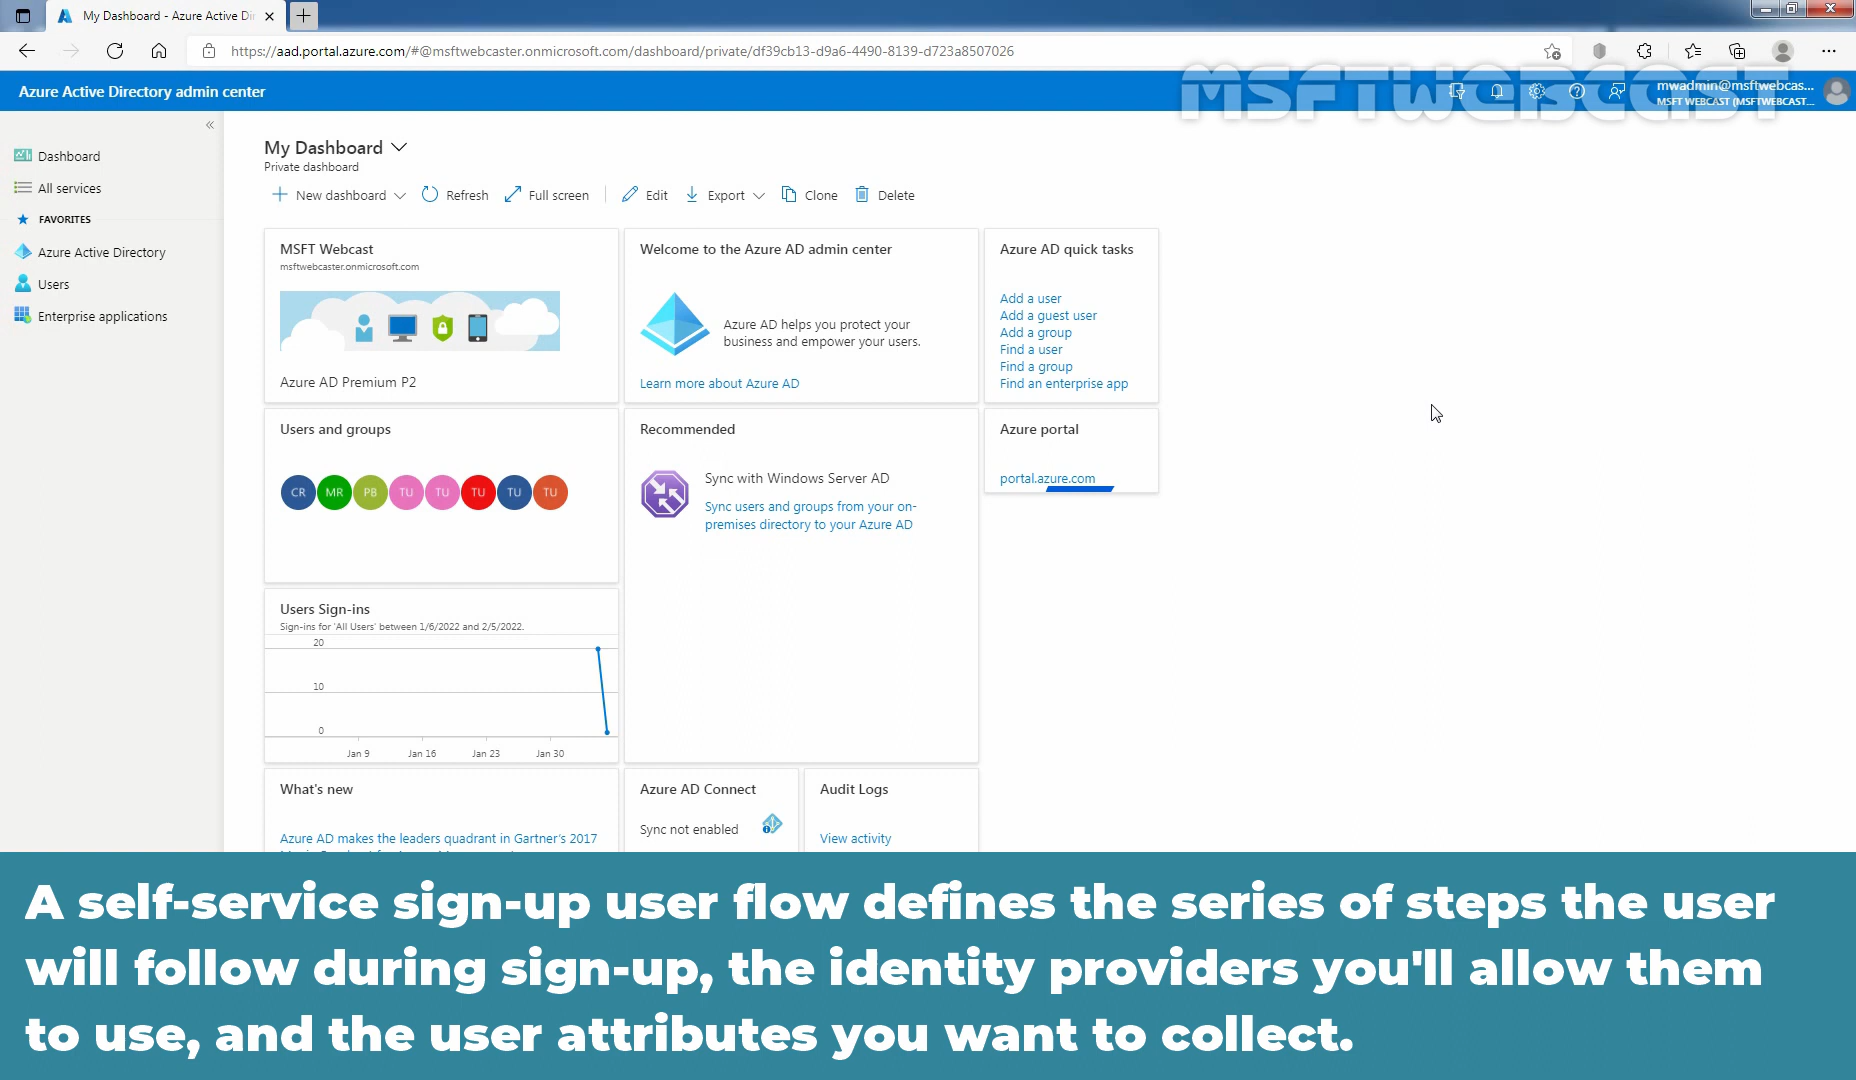 My Dashboard - Azure Active Dir
https://aad.portal.azure.com/#@msftwebcaster.onmicrosoft.com/dashboard/private/df39cb13-d9a6-4490-8139-d723a8507026
MSFTWEBCAST
Azure Active Directory admin center
mwadmin@msftwebcas...
MSFT WEBCAST (MSFTWEBCAST...
Dashboard
All services
FAVORITES
Azure Active Directory
Users
Enterprise applications
My Dashboard
Private dashboard
New dashboard
Refresh
Full screen
Edit
Export
Clone
Delete
MSFT Webcast
msftwebcaster.onmicrosoft.com
Azure AD Premium P2
Welcome to the Azure AD admin center
Azure AD helps you protect your
business and empower your users.
Learn more about Azure AD
Azure AD quick tasks
Add a user
Add a guest user
Add a group
Find a user
Find a group
Find an enterprise app
Users and groups
CR MR PB TU TU TU TU TU
Recommended
Sync with Windows Server AD
Sync users and groups from your on-
premises directory to your Azure AD
Azure portal
portal.azure.com
Users Sign-ins
Sign-ins for 'All Users' between 1/6/2022 and 2/5/2022.
20
10
0
Jan 9 Jan 16 Jan 23 Jan 30
What's new
Azure AD makes the leaders quadrant in Gartner's 2017
Azure AD Connect
Sync not enabled
Audit Logs
View activity
A self-service sign-up user flow defines the series of steps the user
will follow during sign-up, the identity providers you'll allow them
to use, and the user attributes you want to collect.